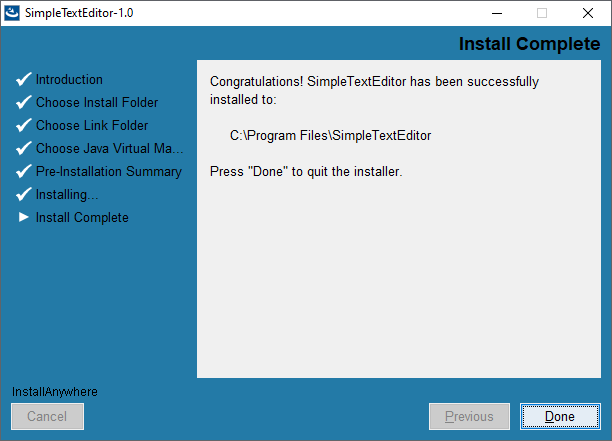 SimpleTextEditor-1.0
Install Complete
Introduction
Choose Install Folder
Choose Link Folder
Choose Java Virtual Ma...
Pre-Installation Summary
Installing...
Install Complete
Congratulations! SimpleTextEditor has been successfully
installed to:
C:\Program Files\SimpleTextEditor
Press "Done" to quit the installer.
InstallAnywhere
Cancel
Previous
Done